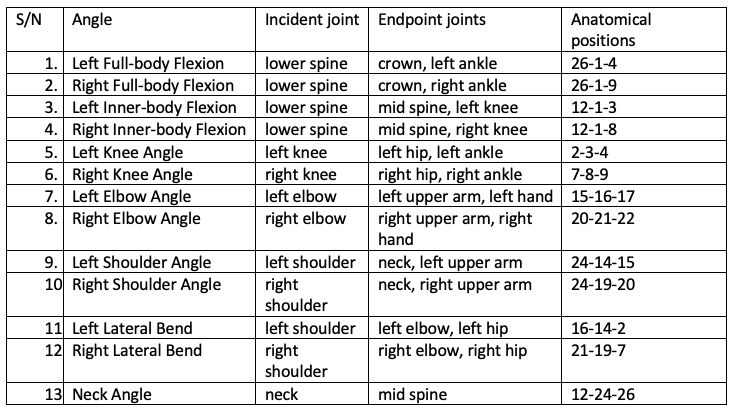 S/N Angle Incident joint Endpoint joints Anatomical positions
1. Left Full-body Flexion lower spine crown, left ankle 26-1-4
2. Right Full-body Flexion lower spine crown, right ankle 26-1-9
3. Left Inner-body Flexion lower spine mid spine, left knee 12-1-3
4. Right Inner-body Flexion lower spine mid spine, right knee 12-1-8
5. Left Knee Angle left knee left hip, left ankle 2-3-4
6. Right Knee Angle right knee right hip, right ankle 7-8-9
7. Left Elbow Angle left elbow left upper arm, left hand 15-16-17
8. Right Elbow Angle right elbow right upper arm, right hand 20-21-22
9. Left Shoulder Angle left shoulder neck, left upper arm 24-14-15
10 Right Shoulder Angle right shoulder neck, right upper arm 24-19-20
11 Left Lateral Bend left shoulder left elbow, left hip 16-14-2
12 Right Lateral Bend right shoulder right elbow, right hip 21-19-7
13 Neck Angle neck mid spine 12-24-26